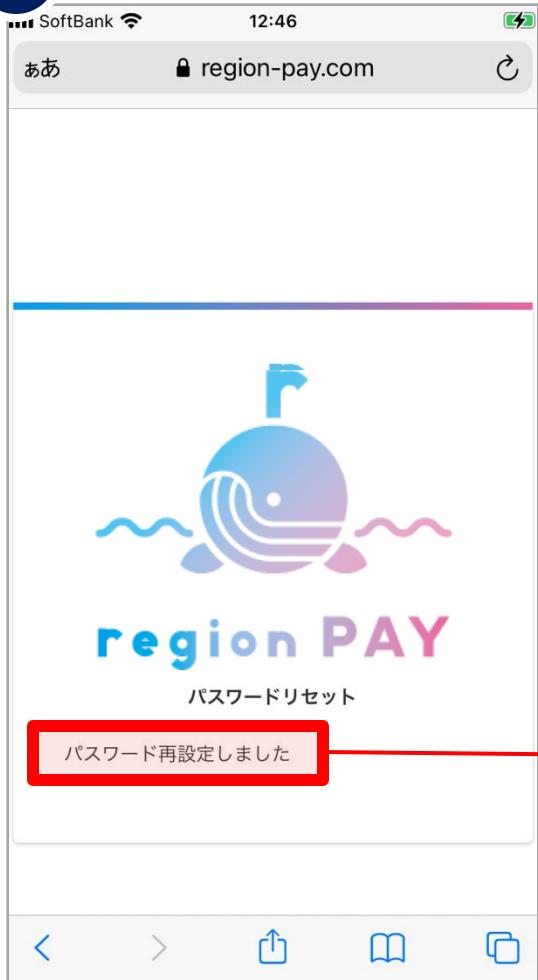 SoftBank 12:46
ぁあ region-pay.com
r
region PAY
パスワードリセット
パスワード再設定しました